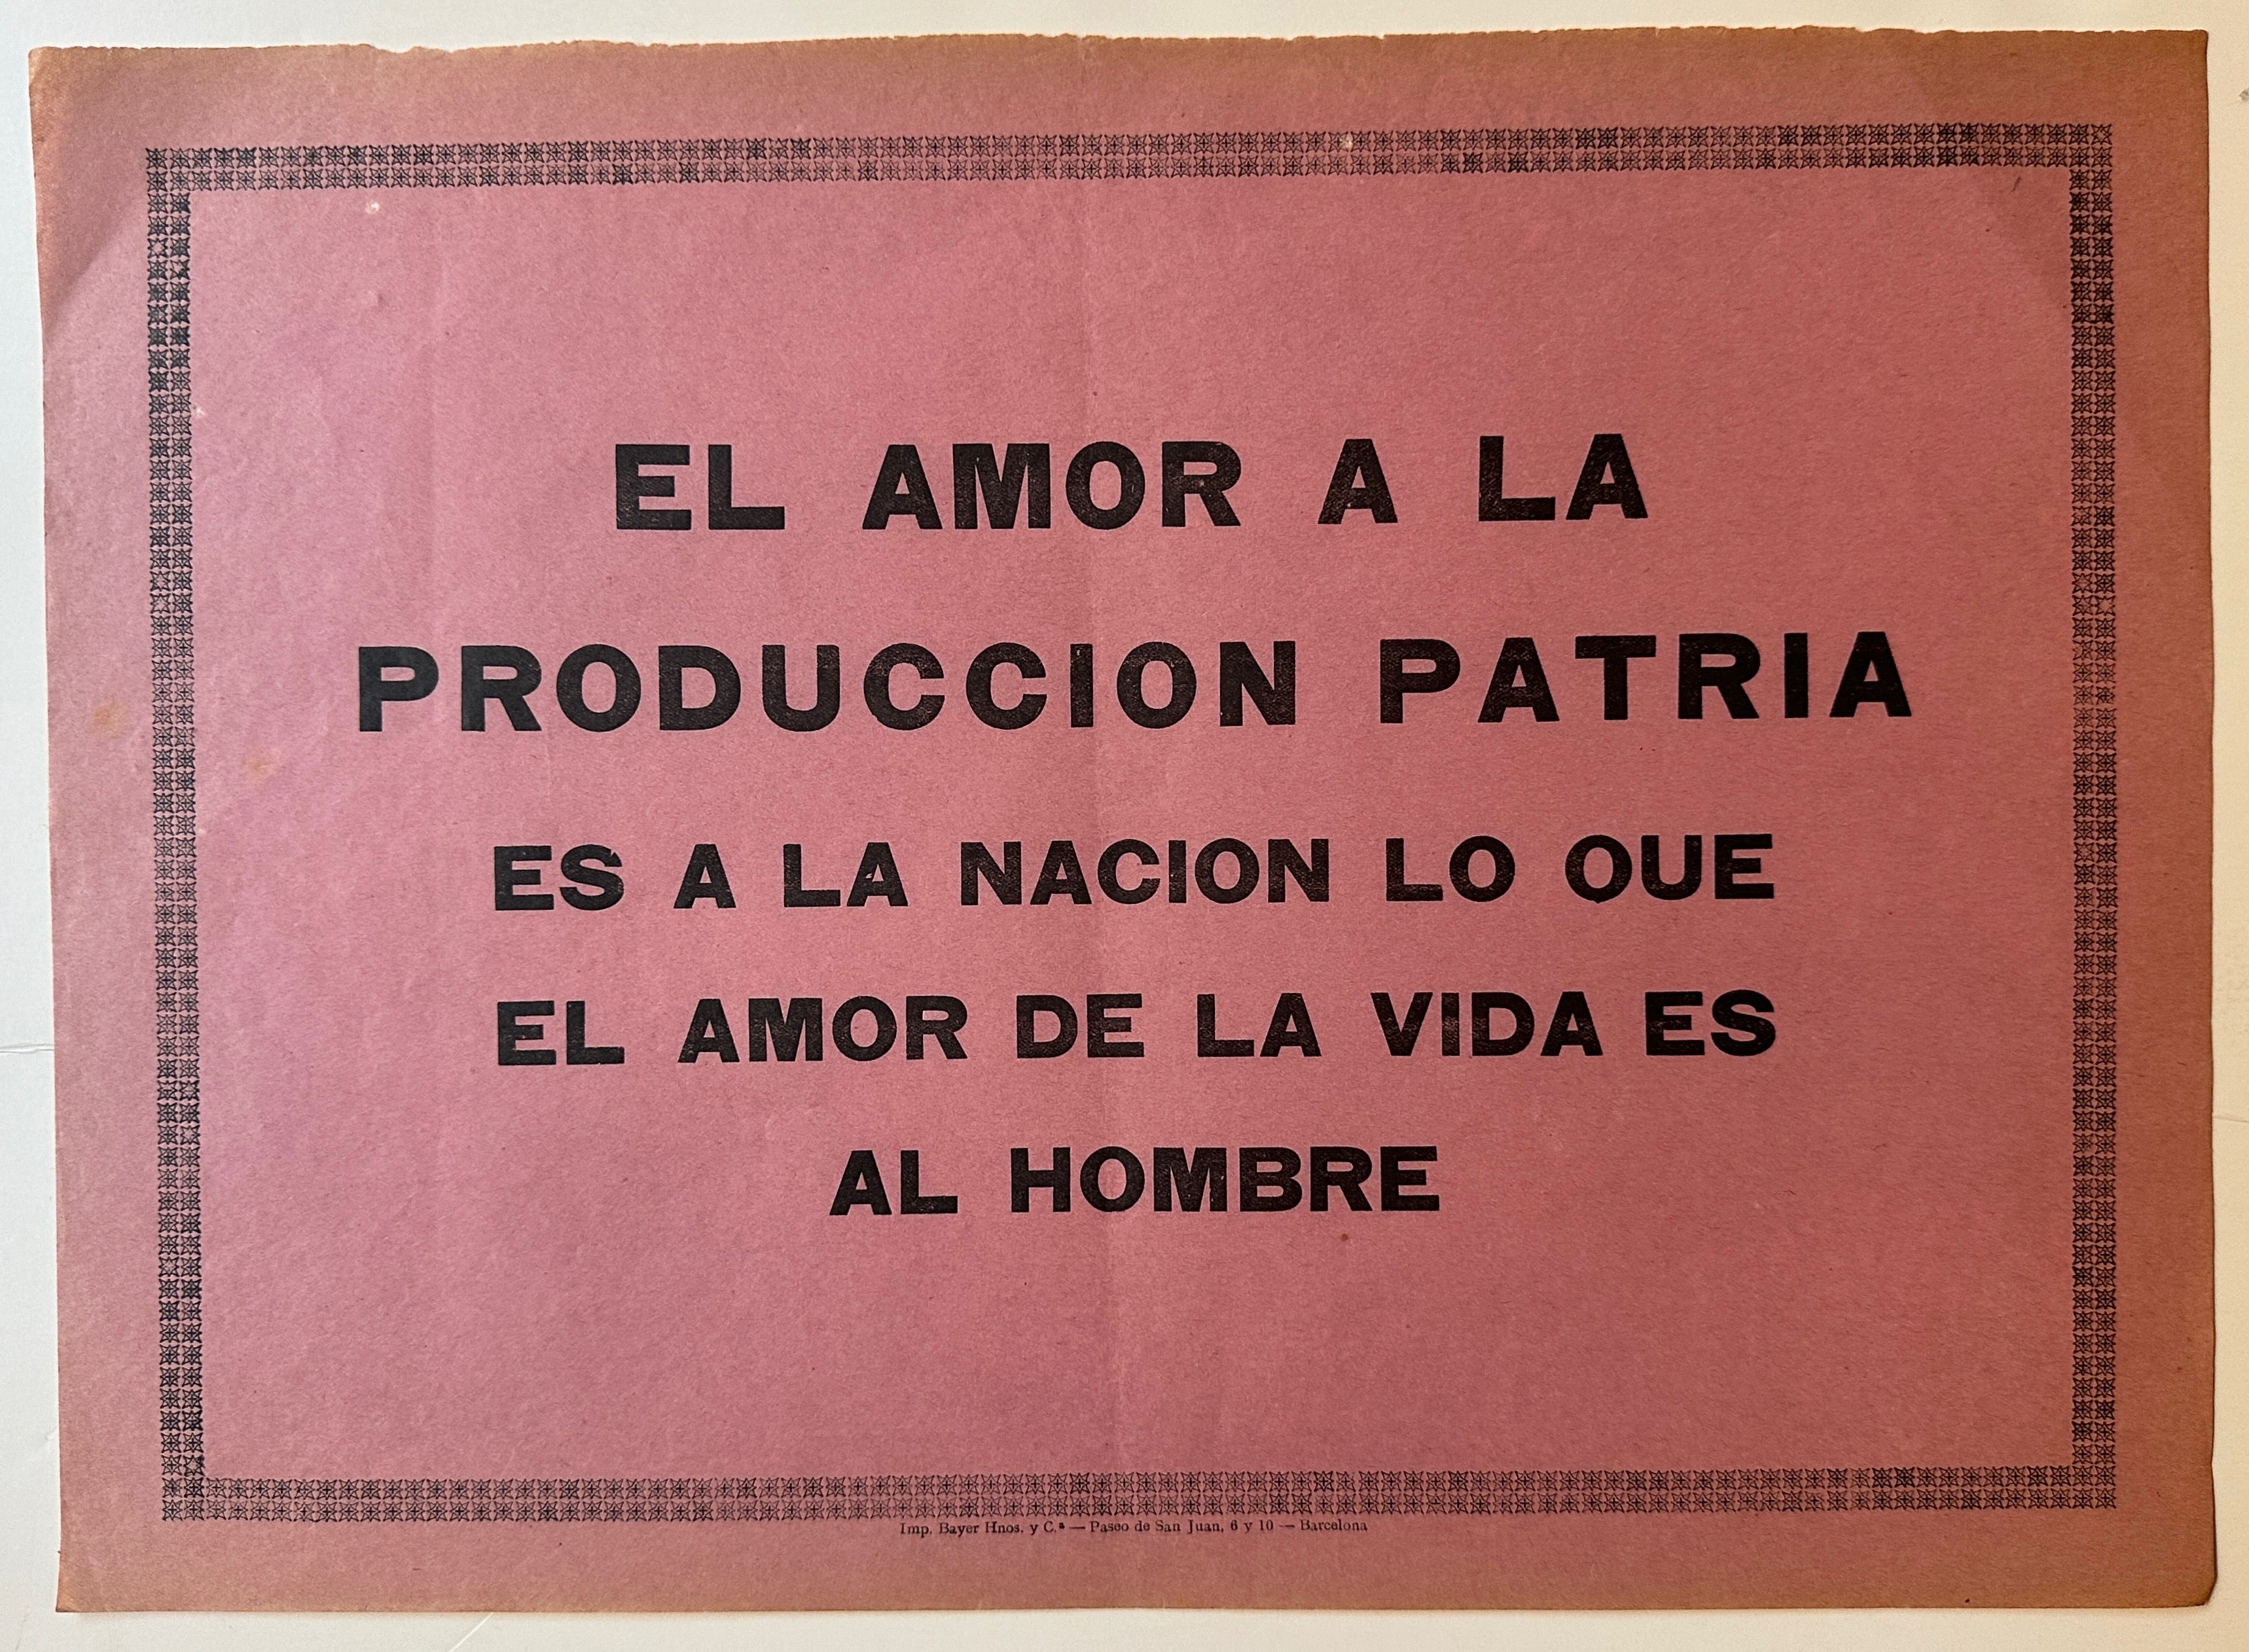 EL AMOR A LA
PRODUCCION PATRIA
ES A LA NACION LO QUE
EL AMOR DE LA VIDA ES
AL HOMBRE
Imp. Bayer Hnos. y C.ª — Paseo de San Juan, 6 y 10 — Barcelona